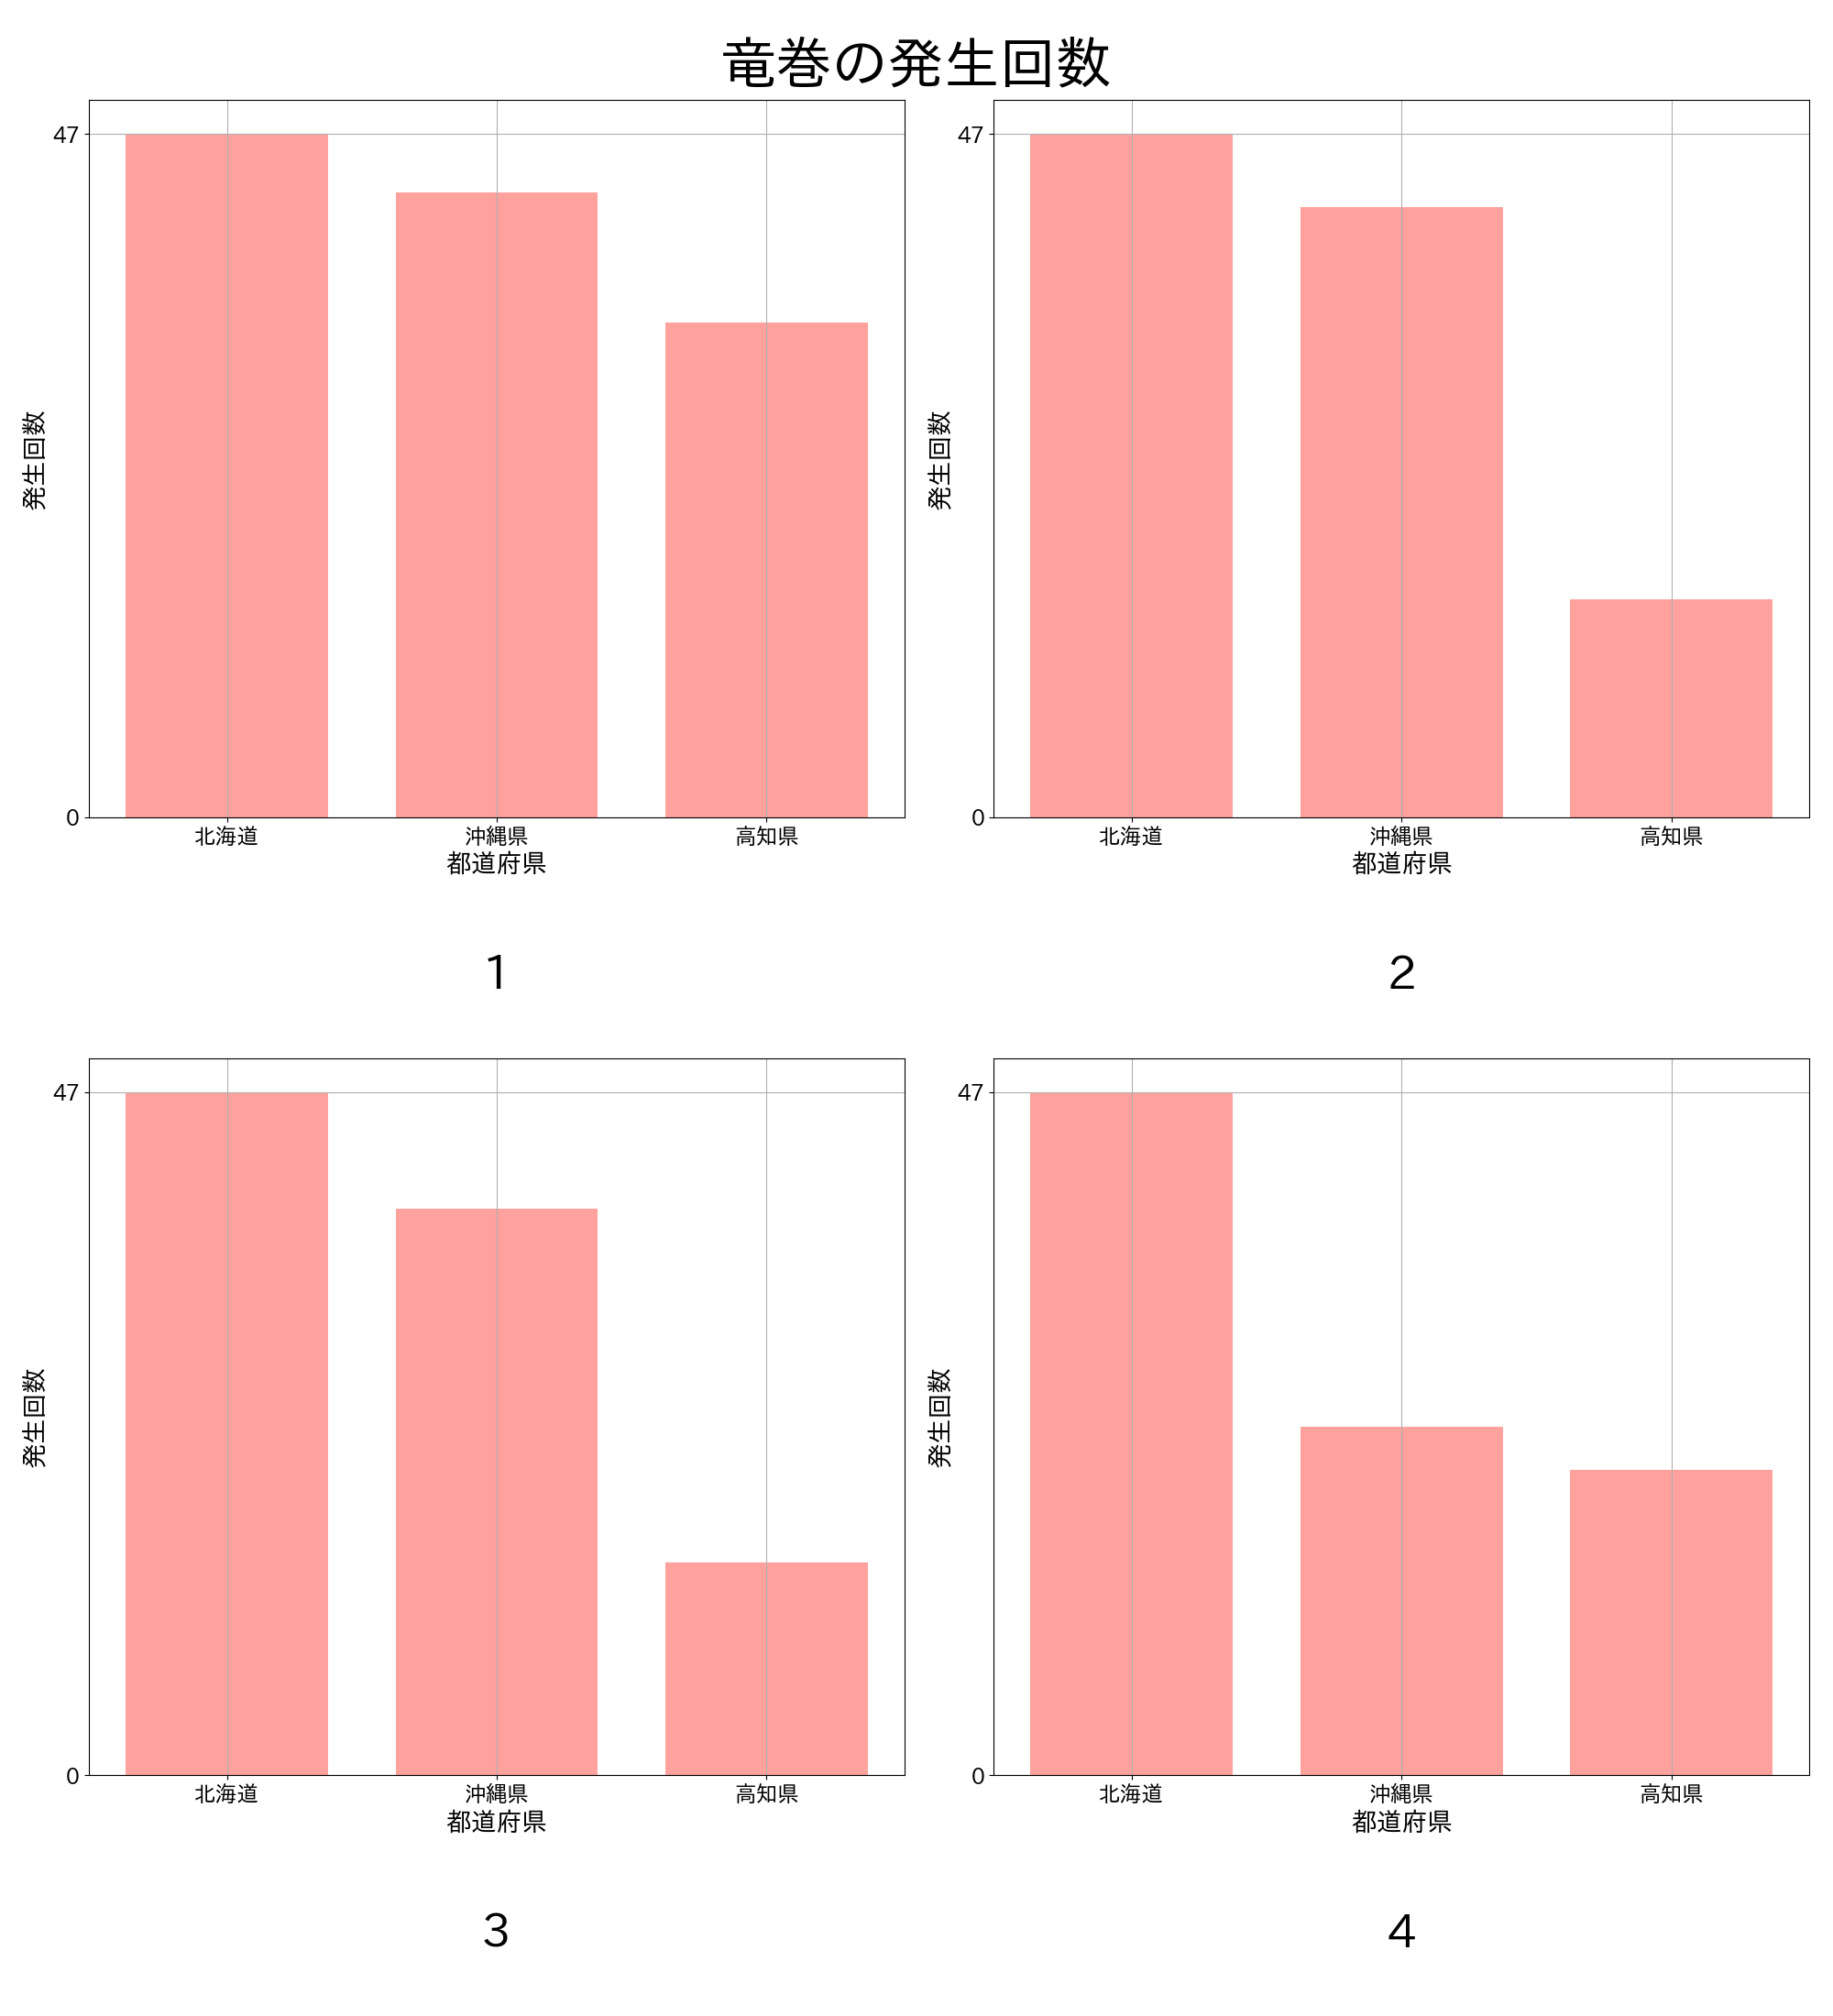 竜巻の発生回数
47
0
発生回数
北海道 沖縄県 高知県
都道府県
1
47
0
発生回数
北海道 沖縄県 高知県
都道府県
2
47
0
発生回数
北海道 沖縄県 高知県
都道府県
3
47
0
発生回数
北海道 沖縄県 高知県
都道府県
4